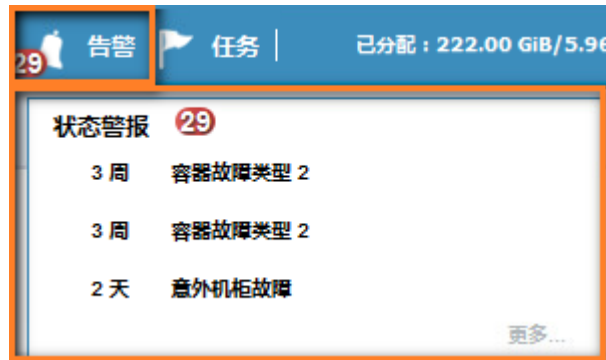 29 告警 任务 已分配：222.00 GiB/5.96
状态警报 29
3 周 容器故障类型 2
3 周 容器故障类型 2
2 天 意外机柜故障
更多...